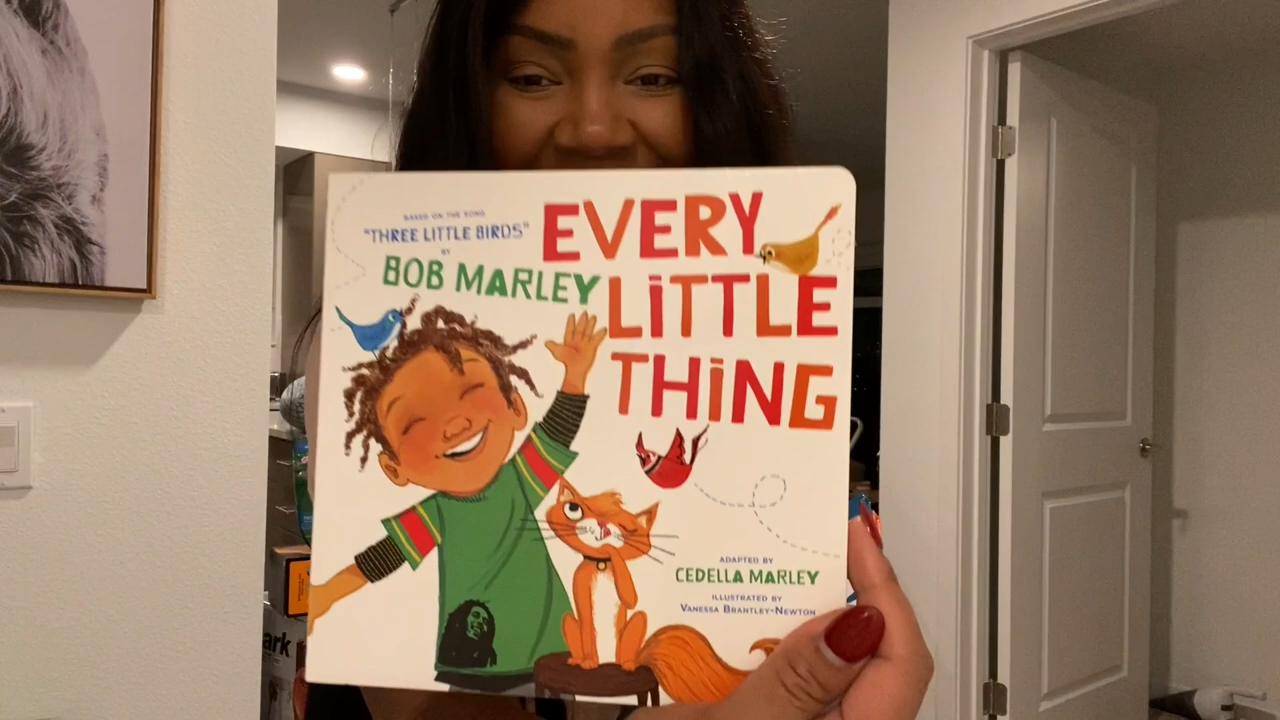 BASED ON THE SONG
"THREE LITTLE BIRDS"
BY
BOB MARLEY
EVERY
LiTTLE
THiNG
ADAPTED BY
CEDELLA MARLEY
ILLUSTRATED BY
VANESSA BRANTLEY-NEWTON
ark